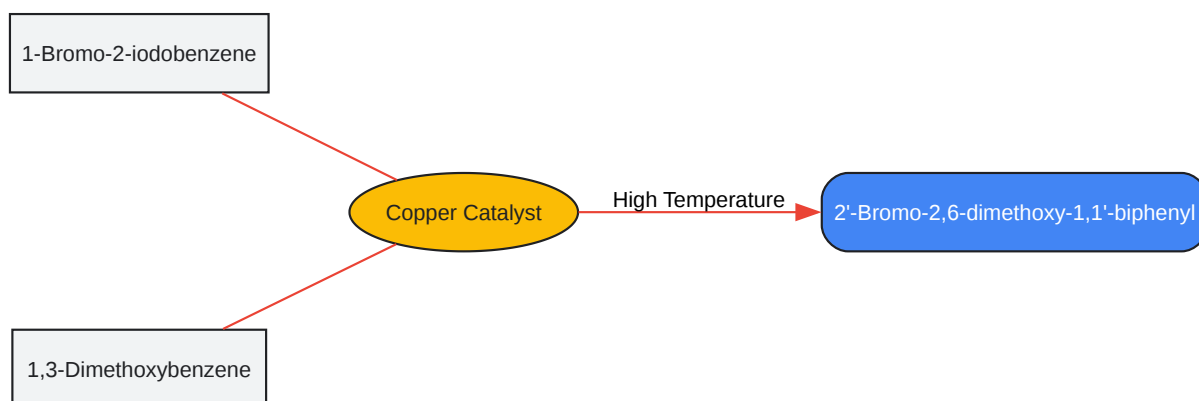 1-Bromo-2-iodobenzene
Copper Catalyst
High Temperature
2'-Bromo-2,6-dimethoxy-1,1'-biphenyl
1,3-Dimethoxybenzene